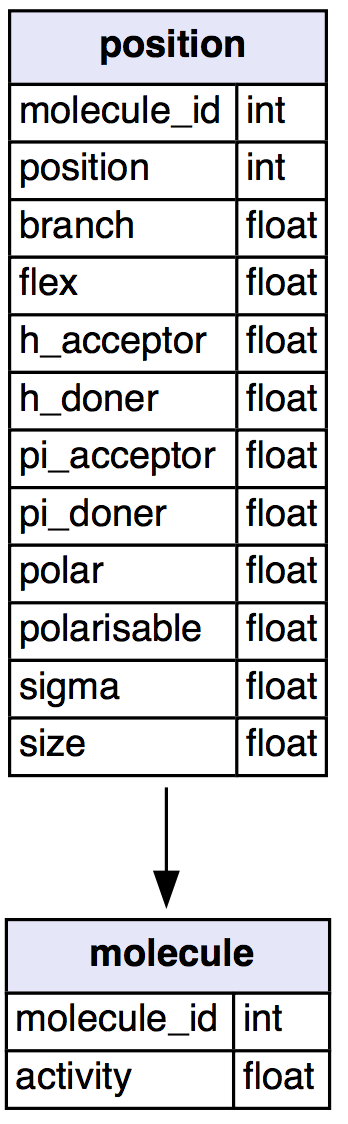 position
molecule_id int
position int
branch float
flex float
h_acceptor float
h_doner float
pi_acceptor float
pi_doner float
polar float
polarisable float
sigma float
size float
molecule
molecule_id int
activity float